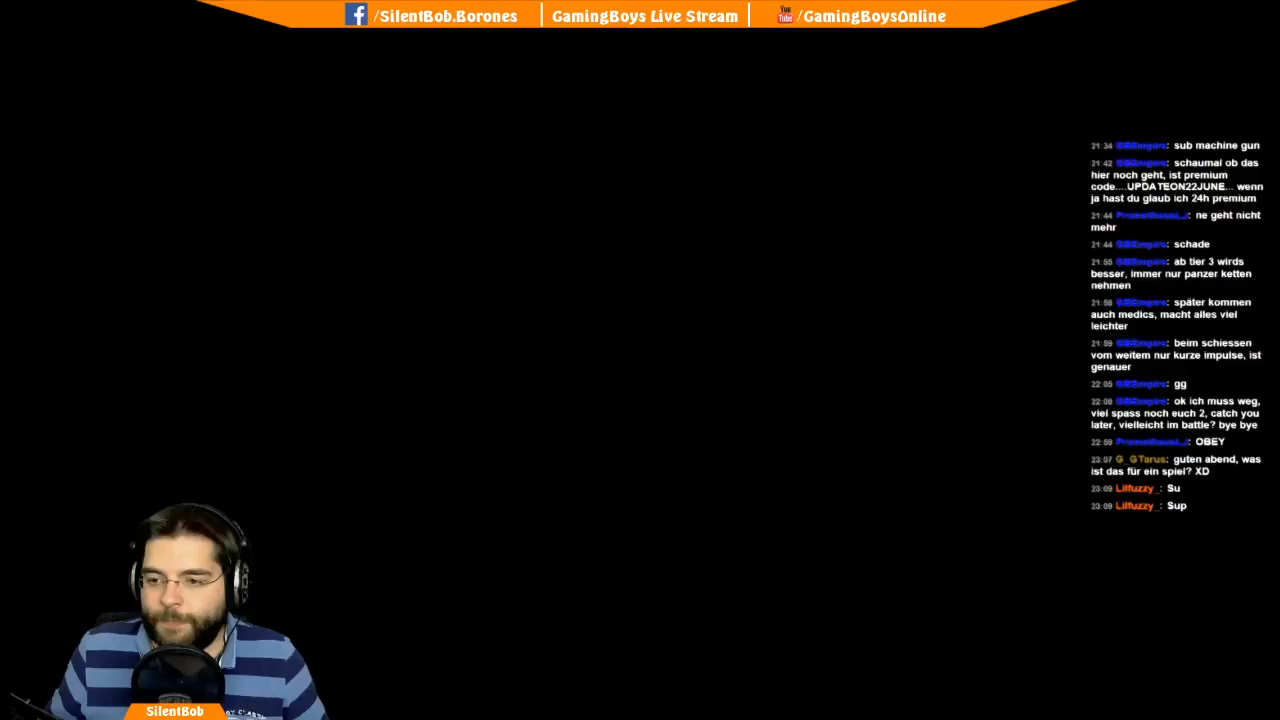 /SilentBob.Borones GamingBoys Live Stream You Tube /GamingBoysOnline
21:34 : sub machine gun
21:42 : schaumal ob das
hier noch geht, ist premium
code....UPDATEON22JUNE... wenn
ja hast du glaub ich 24h premium
21:44 : ne geht nicht
mehr
21:44 : schade
21:55 : ab tier 3 wirds
besser, immer nur panzer ketten
nehmen
21:58 : später kommen
auch medics, macht alles viel
leichter
21:59 : beim schiessen
vom weitem nur kurze impulse, ist
genauer
22:05 : gg
22:08 : ok ich muss weg,
viel spass noch euch 2, catch you
later, vielleicht im battle? bye bye
22:59 : OBEY
23:07 G_GTarus: guten abend, was
ist das für ein spiel? XD
23:09 Lilfuzzy_: Su
23:09 Lilfuzzy_: Sup
SilentBob